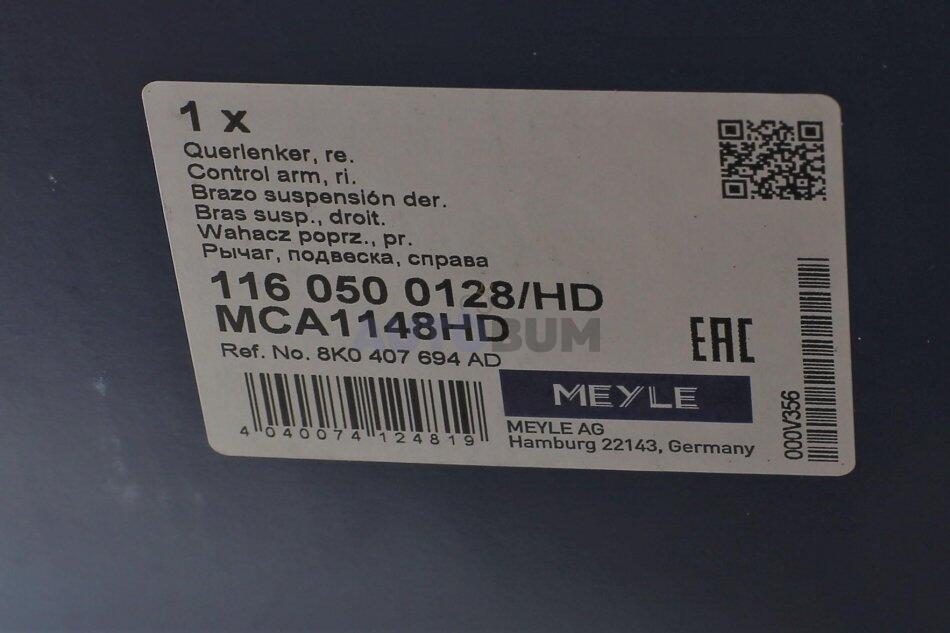 1 x
Querlenker, re.
Control arm, ri.
Brazo suspensión der.
Bras susp., droit.
Wahacz poprz., pr.
Рычаг, подвеска, справа
116 050 0128/HD
MCA1148HD
AUTOBUM
Ref. No. 8K0 407 694 AD
EAC
MEYLE
MEYLE AG
Hamburg 22143, Germany
4 040074 124819
000V356